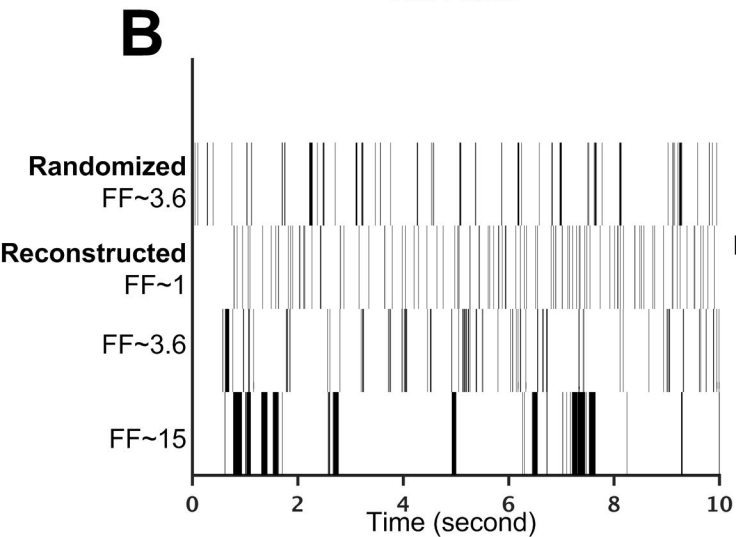 B
Randomized
FF~3.6
Reconstructed
FF~1
FF~3.6
FF~15
0 2 4 6 8 10
Time (second)